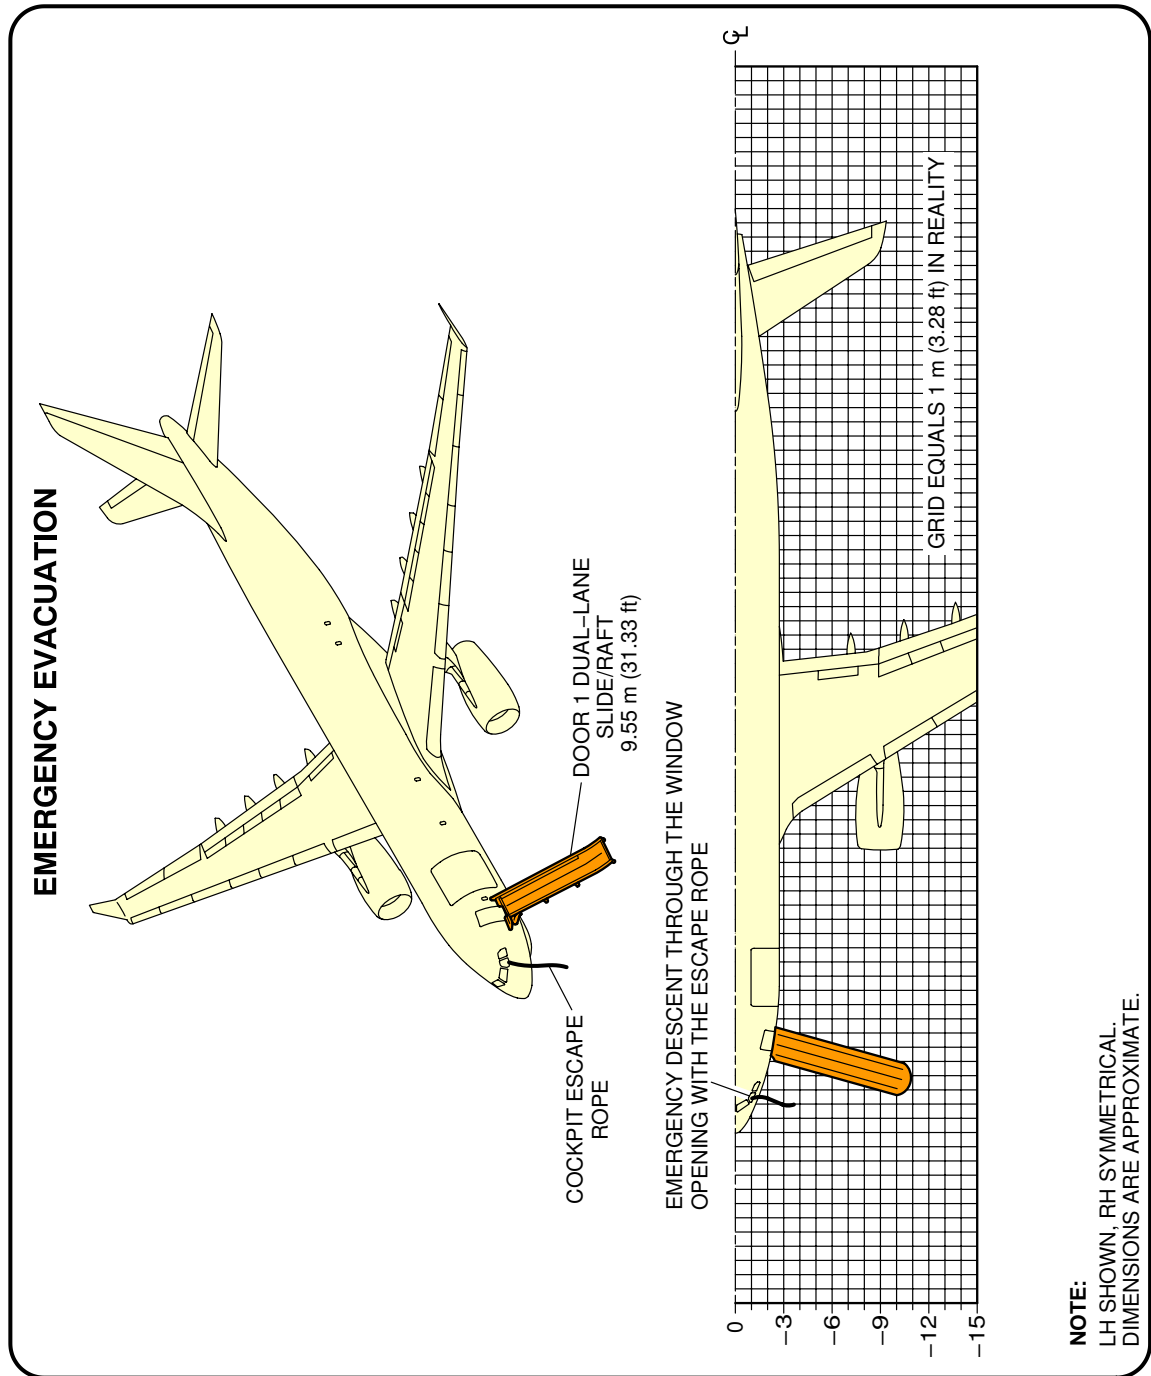 EMERGENCY EVACUATION
DOOR 1 DUAL−LANE
SLIDE/RAFT
9.55 m (31.33 ft)
COCKPIT ESCAPE
ROPE
EMERGENCY DESCENT THROUGH THE WINDOW
OPENING WITH THE ESCAPE ROPE
℄
GRID EQUALS 1 m (3.28 ft) IN REALITY
0
−3
−6
−9
−12
−15
NOTE:
LH SHOWN, RH SYMMETRICAL.
DIMENSIONS ARE APPROXIMATE.